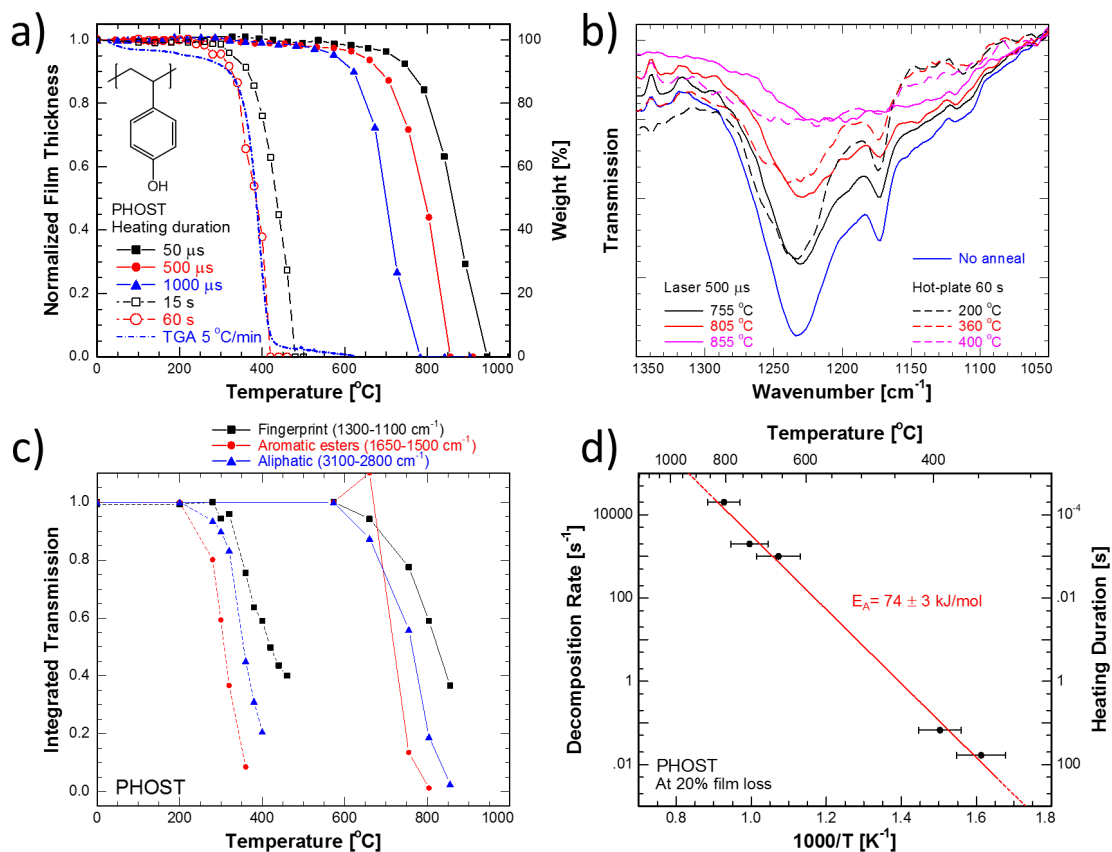 a)
Normalized Film Thickness
1.0
0.8
0.6
0.4
0.2
0.0
0
200
400
600
800
1000
Temperature [°C]
100
80
60
40
20
0
Weight [%]
OH
PHOST
Heating duration
50 μs
500 μs
1000 μs
15 s
60 s
TGA 5 °C/min
b)
Transmission
No anneal
Laser 500 μs
755 °C
805 °C
855 °C
Hot-plate 60 s
200 °C
360 °C
400 °C
1350
1300
1250
1200
1150
1100
1050
Wavenumber [cm-1]
c)
Fingerprint (1300-1100 cm-1)
Aromatic esters (1650-1500 cm-1)
Aliphatic (3100-2800 cm-1)
Integrated Transmission
1.0
0.8
0.6
0.4
0.2
0.0
PHOST
0
200
400
600
800
1000
Temperature [°C]
d)
Temperature [°C]
1000
800
600
400
Decomposition Rate [s-1]
10000
100
1
.01
EA= 74 ± 3 kJ/mol
10-4
.01
1
100
Heating Duration [s]
PHOST
At 20% film loss
0.8
1.0
1.2
1.4
1.6
1.8
1000/T [K-1]